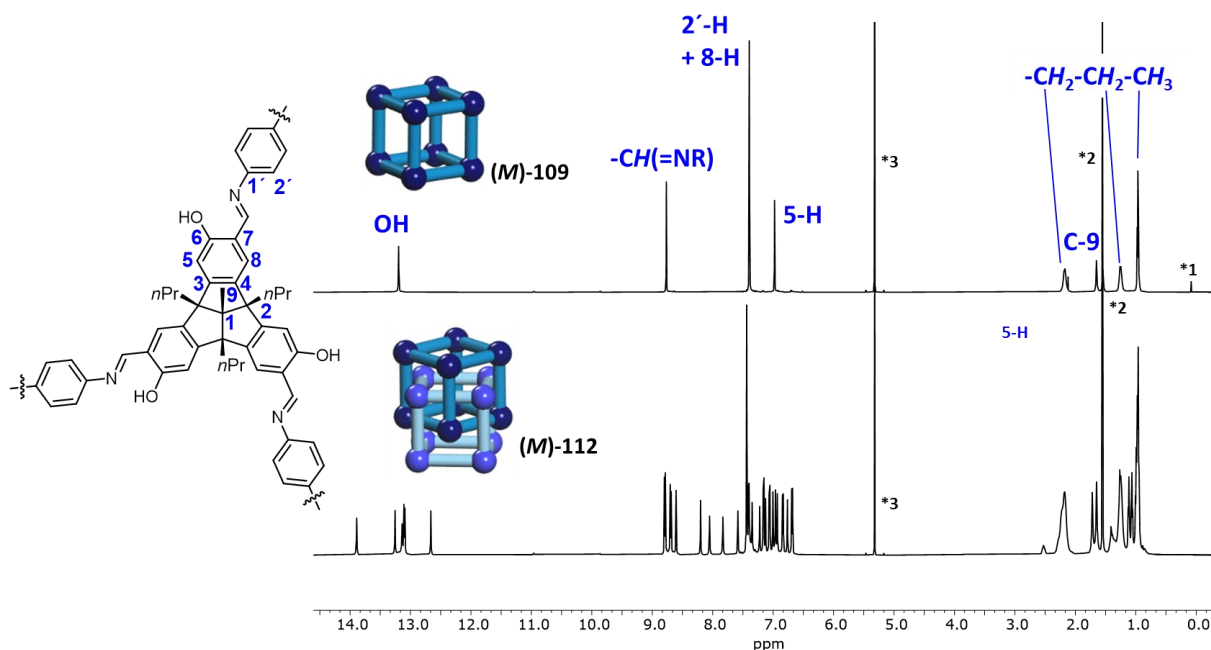 2´-H
+ 8-H
-CH2-CH2-CH3
-CH(=NR)
(M)-109
*3
*2
OH
5-H
C-9
*1
1´
2´
N
HO
6
7
5
8
3
4
nPr
9
nPr
1
2
*2
5-H
OH
nPr
N
HO
N
(M)-112
*3
14.0 13.0 12.0 11.0 10.0 9.0 8.0 7.0 6.0 5.0 4.0 3.0 2.0 1.0 0.0
ppm